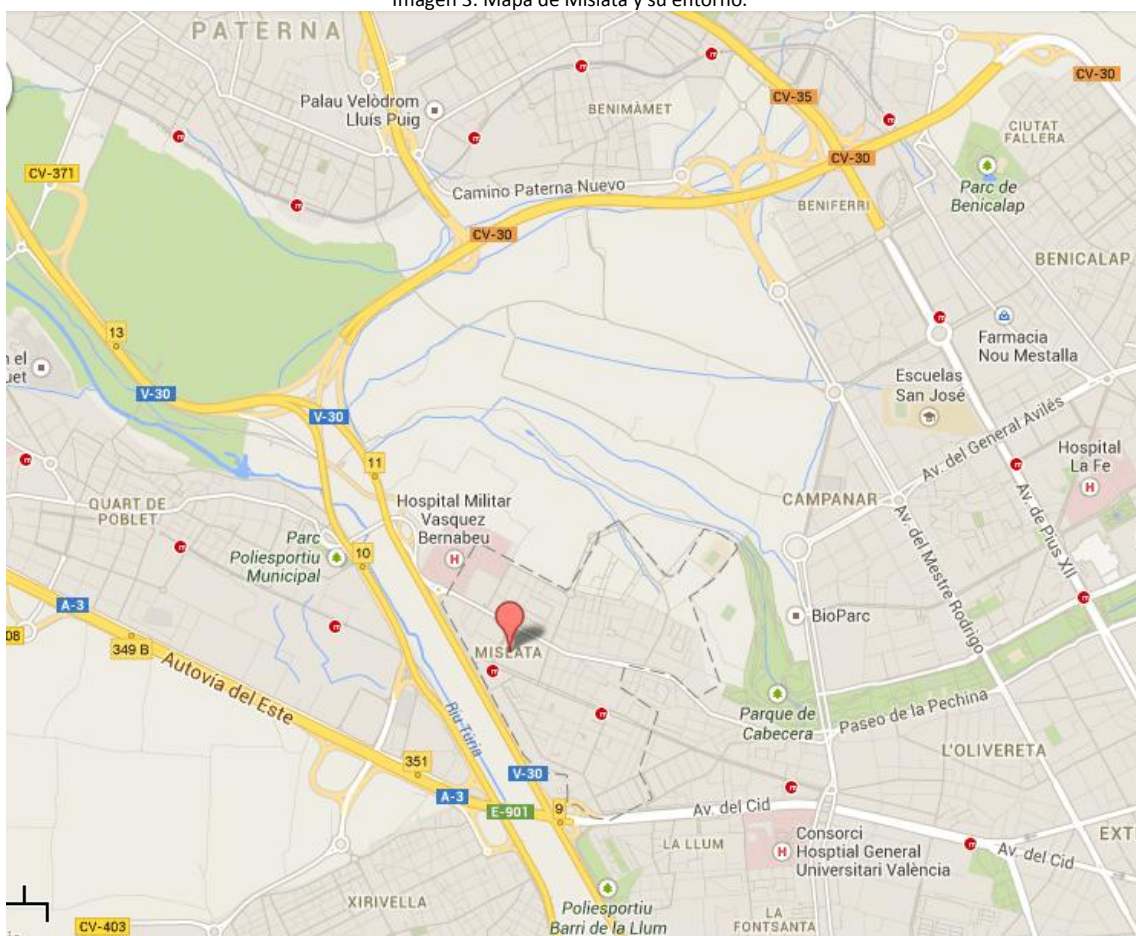 Imagen 3. Mapa de Mislata y su entorno.
PATERNA
CV-30
Palau Velòdrom
Lluís Puig
BENIMÀMET
CV-35
CIUTAT
FALLERA
CV-30
CV-371
Camino Paterna Nuevo
Parc de
Benicalap
BENIFERRI
CV-30
BENICALAP
13
Farmacia
Nou Mestalla
Escuelas
San José
V-30
V-30
Av. del General Avilés
11
Hospital
La Fe
QUART DE
POBLET
Hospital Militar
Vasquez
Bernabeu
CAMPANAR
Parc
Poliesportiu
Municipal
10
Av. del Mestre Rodrigo
Av. de Pius XII
A-3
BioParc
349 B
MISLATA
Autovía del Este
Riu Túria
Parque de
Cabecera
Paseo de la Pechina
L'OLIVERETA
351
V-30
A-3
E-901
9
Av. del Cid
LA LLUM
Consorci
Hosptial General
Universitari València
Av. del Cid
EXT
XIRIVELLA
Poliesportiu
Barri de la Llum
LA
FONTSANTA
CV-403